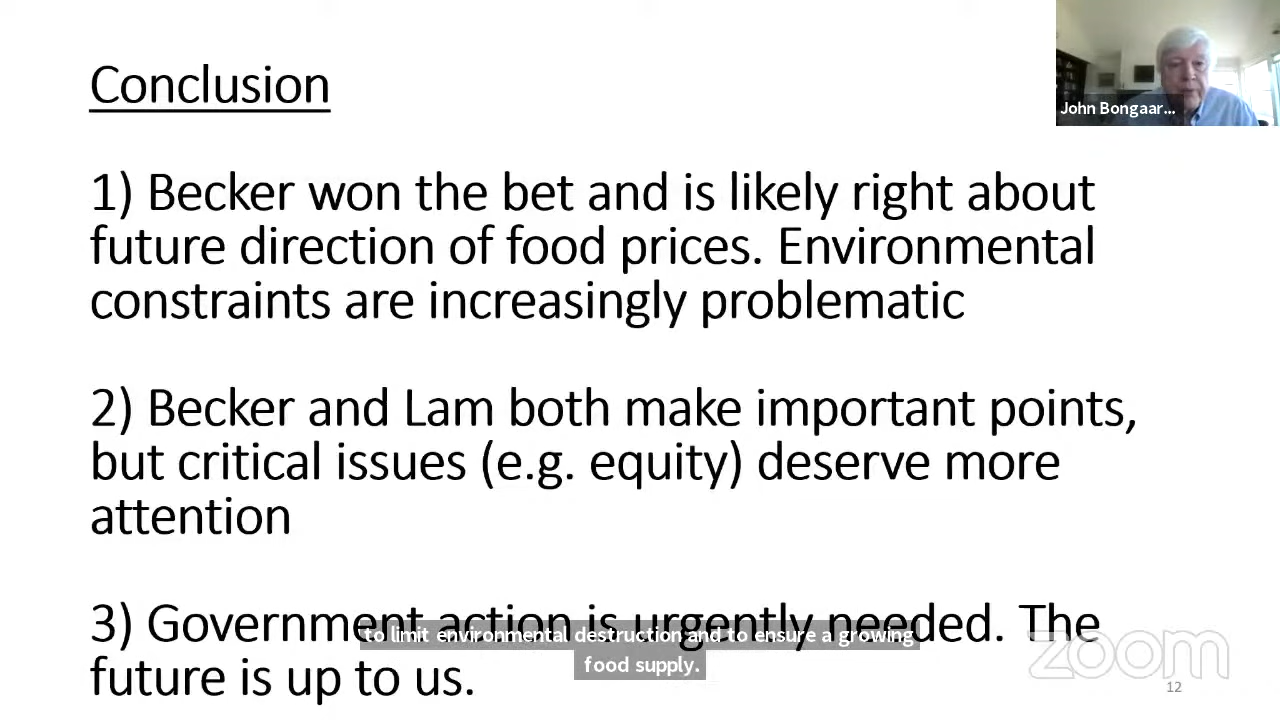 Conclusion
John Bongaar...
1) Becker won the bet and is likely right about
future direction of food prices. Environmental
constraints are increasingly problematic
2) Becker and Lam both make important points,
but critical issues (e.g. equity) deserve more
attention
3) Government action is urgently needed. The
to limit environmental destruction and to ensure a growing
food supply.
future is up to us.
zoom
12